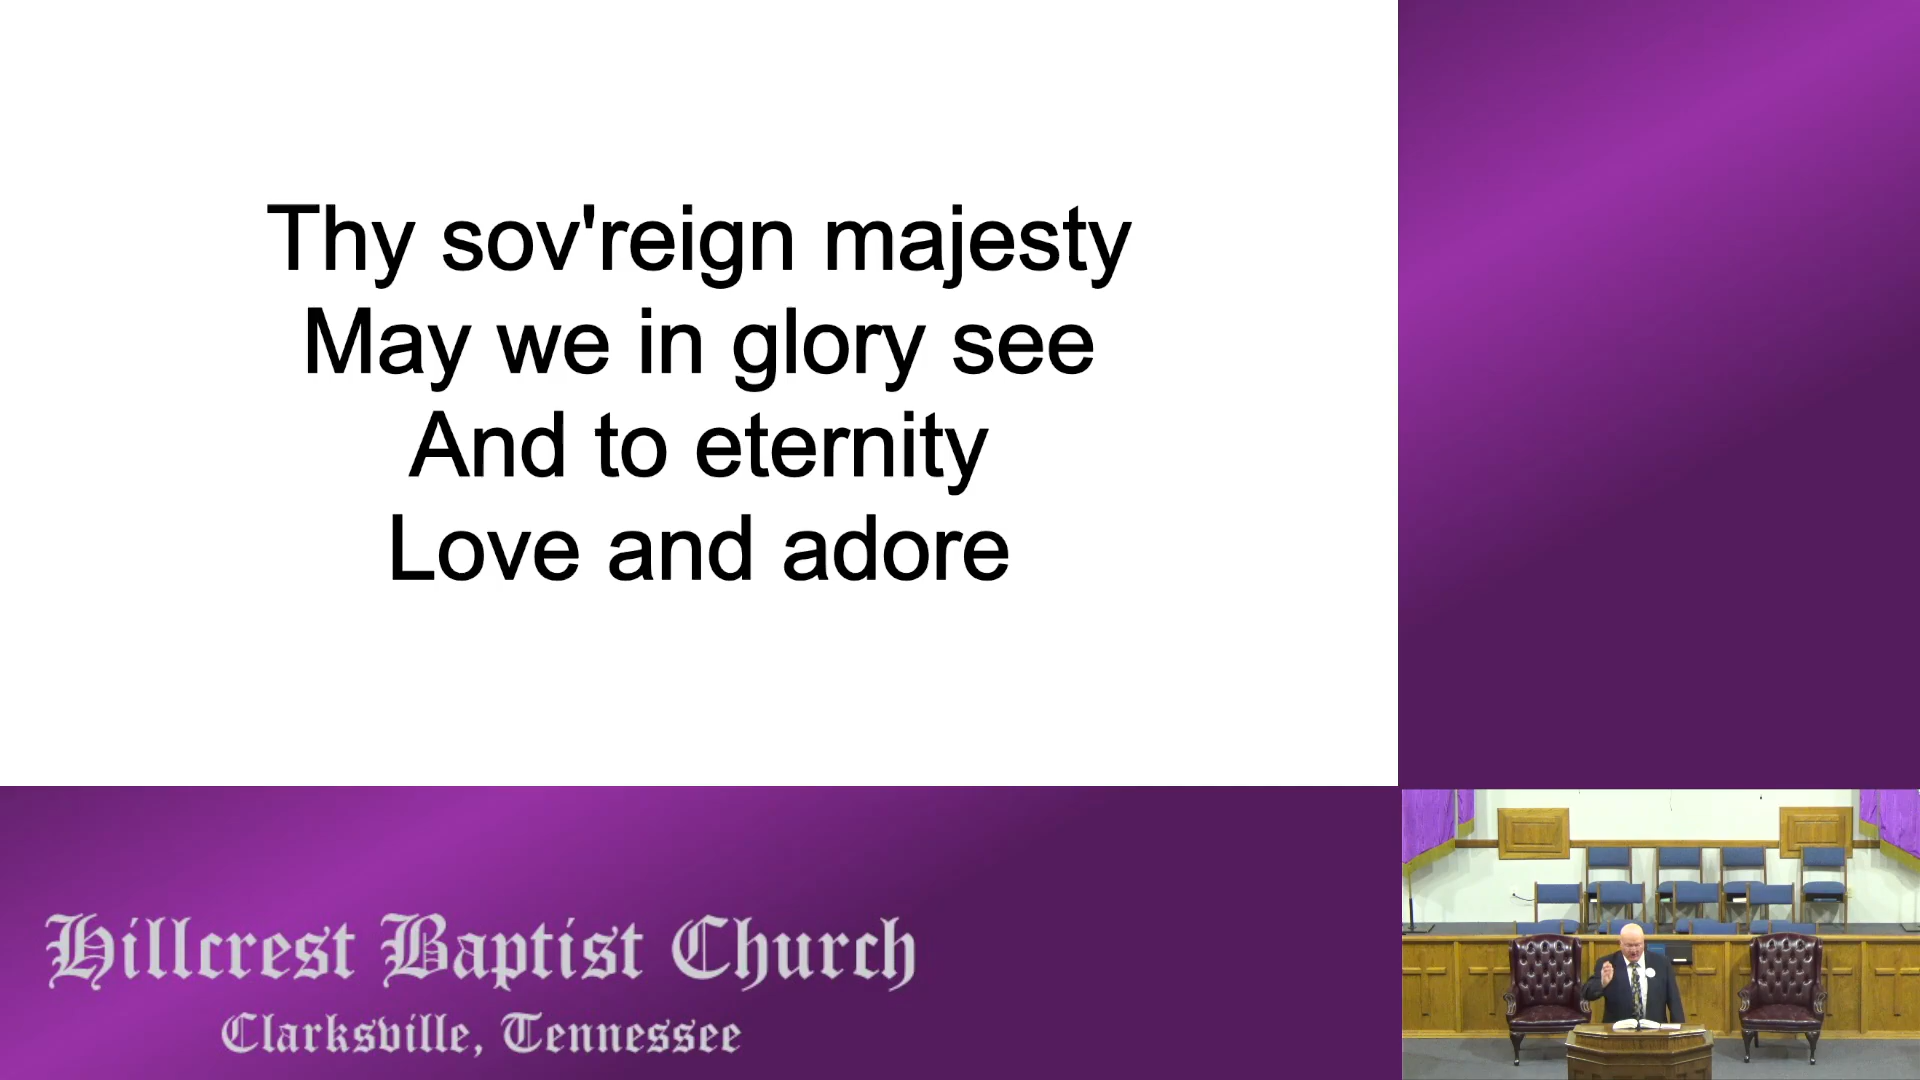 Thy sov'reign majesty
May we in glory see
And to eternity
Love and adore
Hillcrest Baptist Church
Clarksville, Tennessee